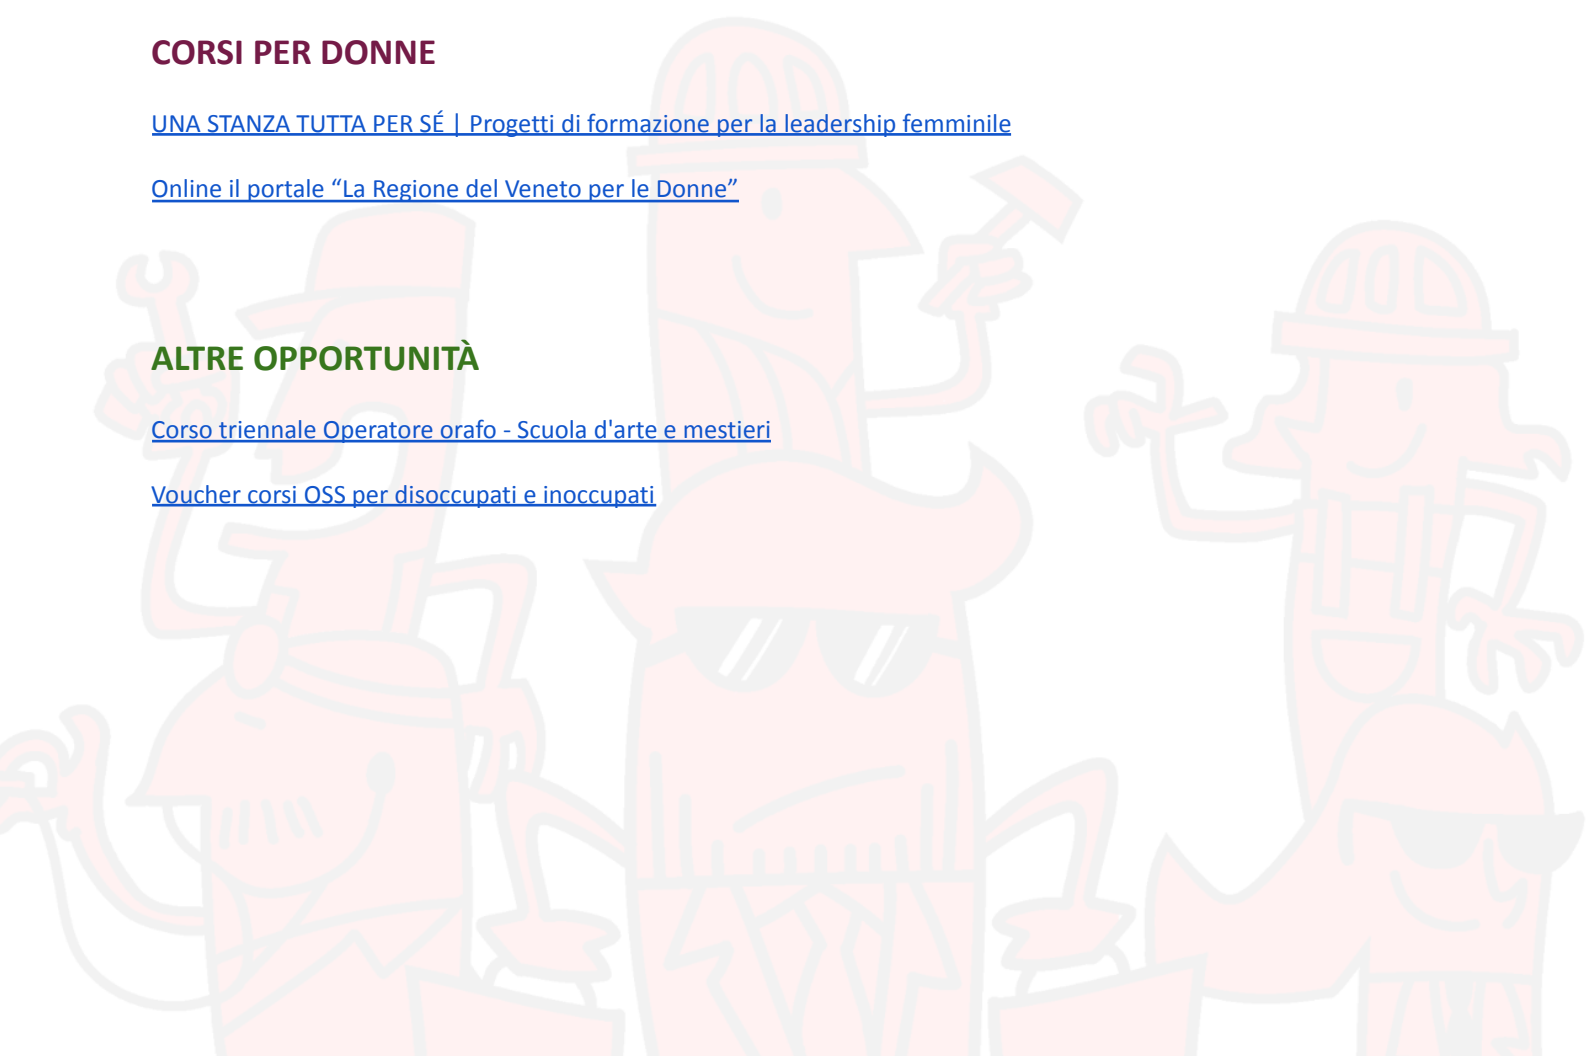 CORSI PER DONNE
UNA STANZA TUTTA PER SÉ | Progetti di formazione per la leadership femminile
Online il portale “La Regione del Veneto per le Donne”
ALTRE OPPORTUNITÀ
Corso triennale Operatore orafo - Scuola d'arte e mestieri
Voucher corsi OSS per disoccupati e inoccupati